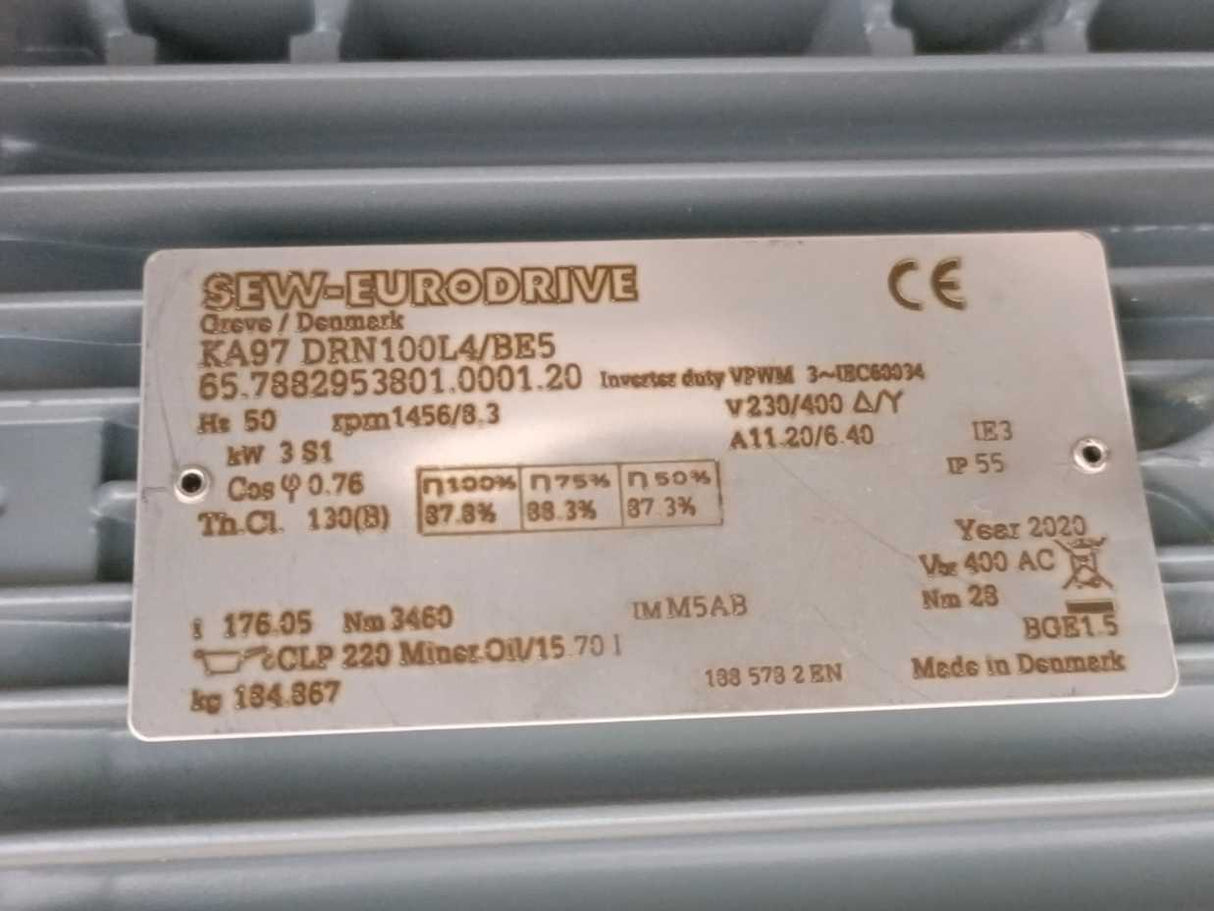 SEW-EURODRIVE CE
Greve / Denmark
KA97 DRN100L4/BE5
65.7882953801.0001.20 Inverter duty VPWM 3~IEC60034
Hz 50 rpm 1456/8.3 V 230/400 Δ/Y
kW 3 S1 A 11.20/6.40 IE3
Cos φ 0.76 IP 55
Th.Cl. 130(B)
η 100% η 75% η 50%
87.8% 88.3% 87.3%
Year 2020
Vbr 400 AC
i 176.05 Nm 3460 IM M5AB Nm 28
CLP 220 Miner.Oil/15.70 l BGE1.5
kg 184.867 188 578 2 EN Made in Denmark